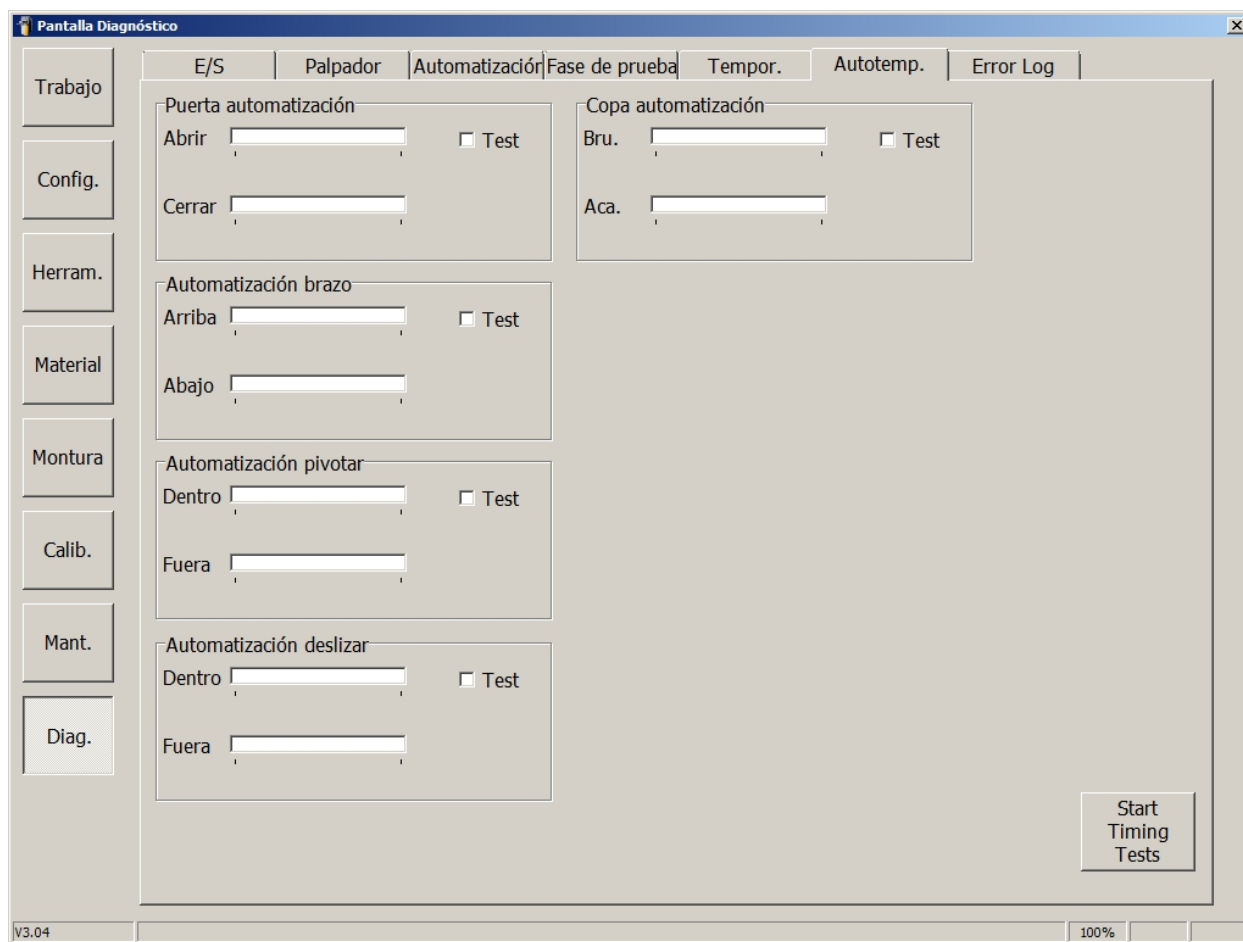 Pantalla Diagnóstico
E/S Palpador Automatización Fase de prueba Tempor. Autotemp. Error Log
Trabajo
Config.
Herram.
Material
Montura
Calib.
Mant.
Diag.
Puerta automatización
Abrir Test
Cerrar
Copa automatización
Bru. Test
Aca.
Automatización brazo
Arriba Test
Abajo
Automatización pivotar
Dentro Test
Fuera
Automatización deslizar
Dentro Test
Fuera
Start
Timing
Tests
V3.04 100%